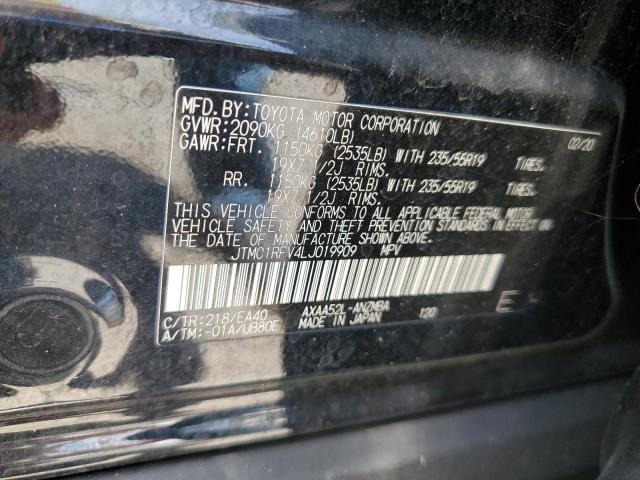 MFD. BY: TOYOTA MOTOR CORPORATION 02/20
GVWR: 2090KG (4610LB)
GAWR: FRT. 1150KG (2535LB) WITH 235/55R19 TIRES,
19X7 1/2J RIMS.
RR. 1150KG (2535LB) WITH 235/55R19 TIRES,
19X7 1/2J RIMS.
THIS VEHICLE CONFORMS TO ALL APPLICABLE FEDERAL MOTOR
VEHICLE SAFETY AND THEFT PREVENTION STANDARDS IN EFFECT ON
THE DATE OF MANUFACTURE SHOWN ABOVE.
JTMC1RFV4LJ019909 MPV
C/TR: 218/EA40 AXAA52L-ANZMBA 120 E
A/TM: -01A/UB80E MADE IN JAPAN